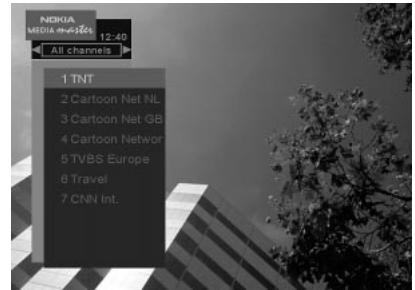 NOKIA
MEDIA master
12:40
All channels
1 TNT
2 Cartoon Net NL
3 Cartoon Net GB
4 Cartoon Networ
5 TVBS Europe
6 Travel
7 CNN Int.